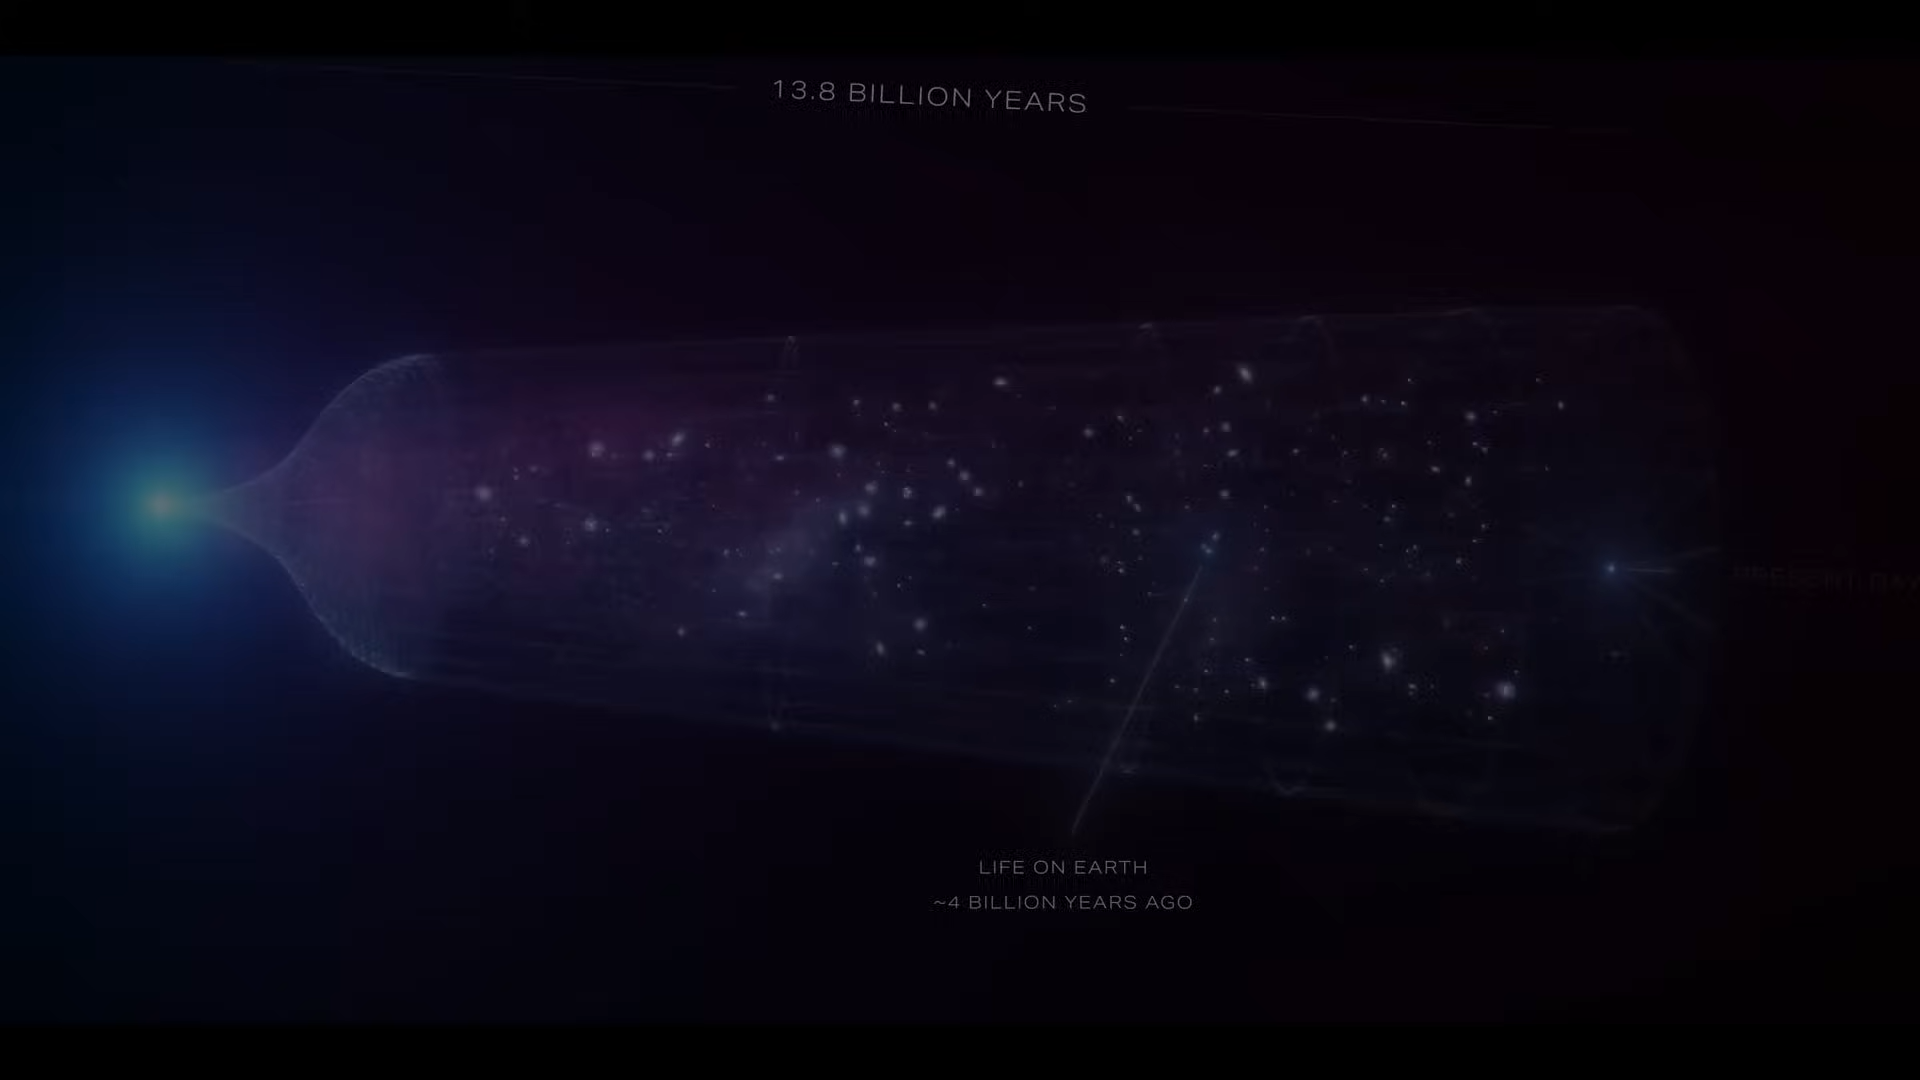 13.8 BILLION YEARS
LIFE ON EARTH
~4 BILLION YEARS AGO